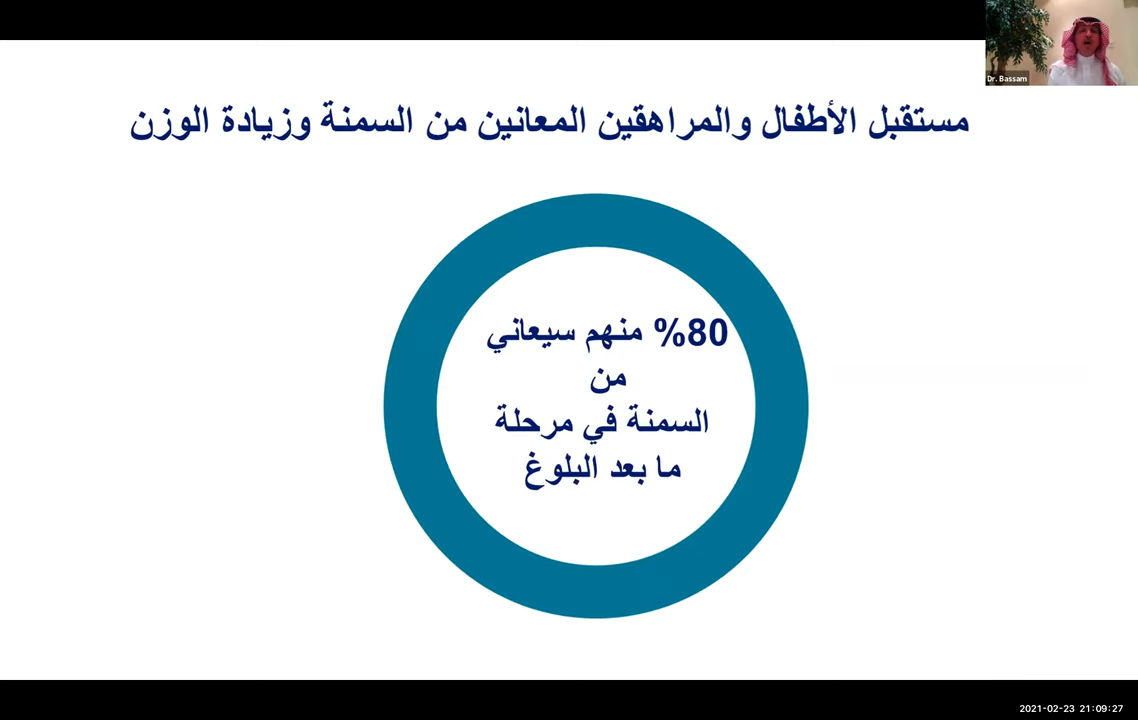 Dr. Bassam
مستقبل الأطفال والمراهقين المعانين من السمنة وزيادة الوزن
80% منهم سيعاني
من
السمنة في مرحلة
ما بعد البلوغ
2021-02-23 21:09:27